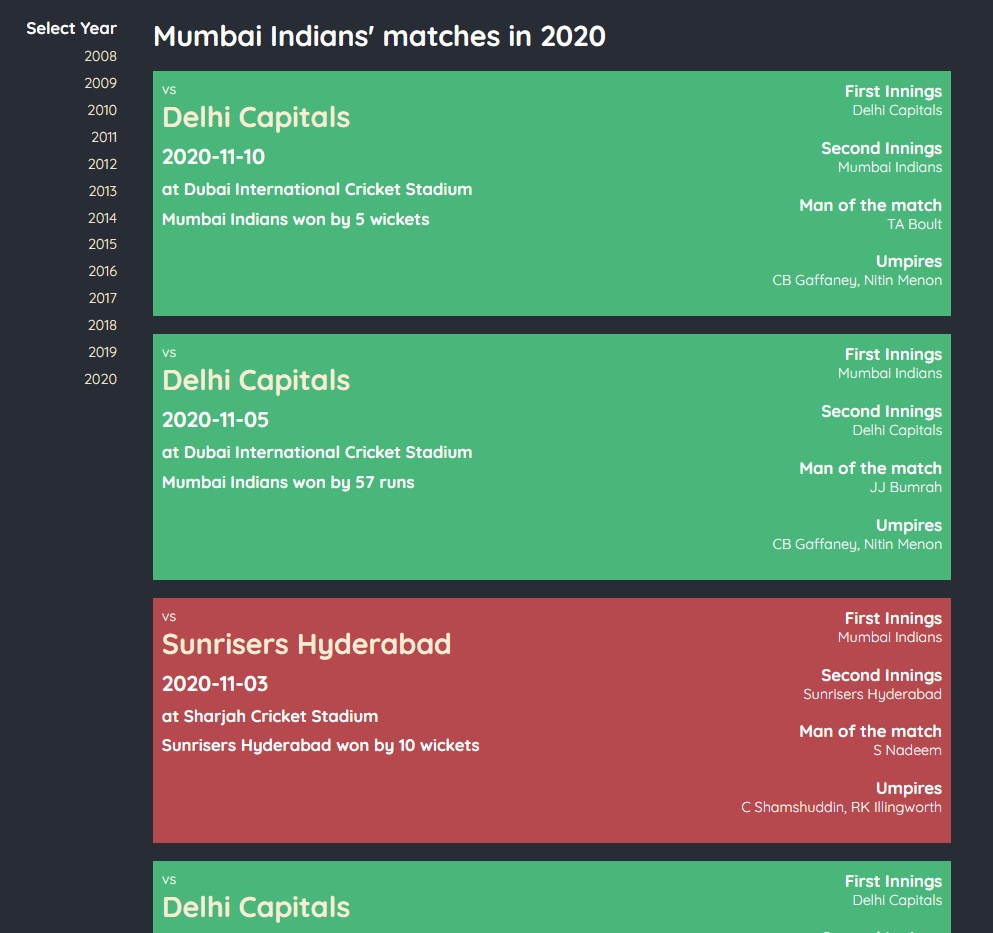 Select Year
2008
2009
2010
2011
2012
2013
2014
2015
2016
2017
2018
2019
2020
Mumbai Indians' matches in 2020
vs
Delhi Capitals
2020-11-10
at Dubai International Cricket Stadium
Mumbai Indians won by 5 wickets
First Innings
Delhi Capitals
Second Innings
Mumbai Indians
Man of the match
TA Boult
Umpires
CB Gaffaney, Nitin Menon
vs
Delhi Capitals
2020-11-05
at Dubai International Cricket Stadium
Mumbai Indians won by 57 runs
First Innings
Mumbai Indians
Second Innings
Delhi Capitals
Man of the match
JJ Bumrah
Umpires
CB Gaffaney, Nitin Menon
vs
Sunrisers Hyderabad
2020-11-03
at Sharjah Cricket Stadium
Sunrisers Hyderabad won by 10 wickets
First Innings
Mumbai Indians
Second Innings
Sunrisers Hyderabad
Man of the match
S Nadeem
Umpires
C Shamshuddin, RK Illingworth
vs
Delhi Capitals
First Innings
Delhi Capitals